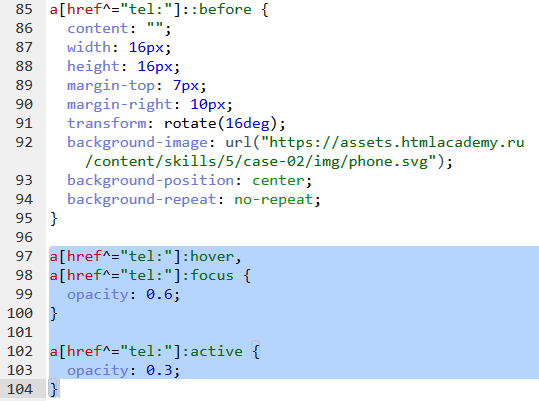 85 a[href^="tel:"]::before {
86   content: "";
87   width: 16px;
88   height: 16px;
89   margin-top: 7px;
90   margin-right: 10px;
91   transform: rotate(16deg);
92   background-image: url("https://assets.htmlacademy.ru
/content/skills/5/case-02/img/phone.svg");
93   background-position: center;
94   background-repeat: no-repeat;
95 }
96
97 a[href^="tel:"]:hover,
98 a[href^="tel:"]:focus {
99   opacity: 0.6;
100 }
101
102 a[href^="tel:"]:active {
103   opacity: 0.3;
104 }